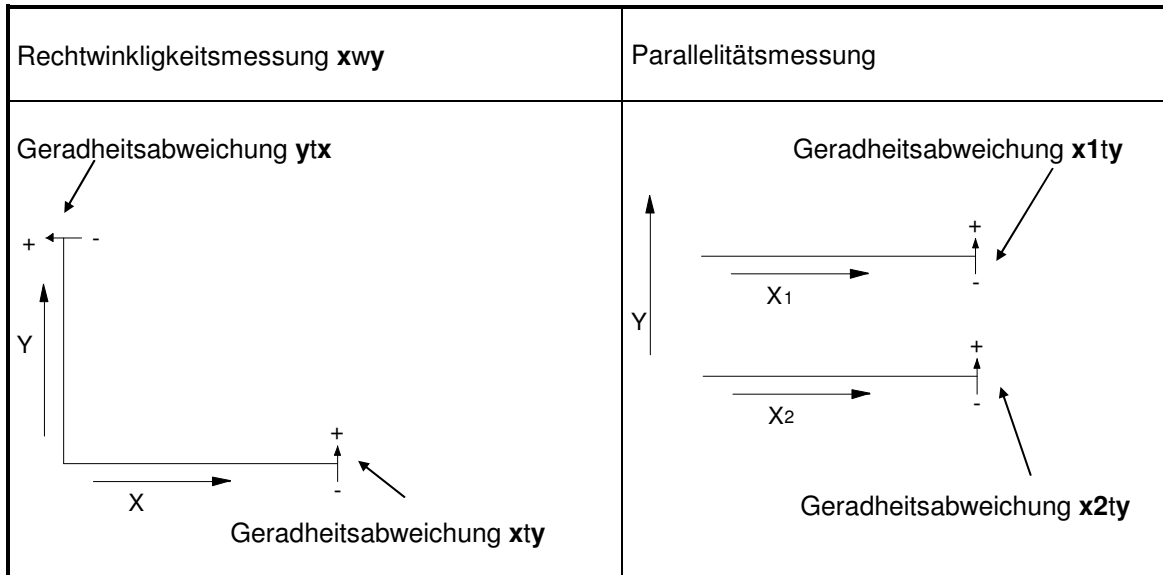 Rechtwinkligkeitsmessung xwy
Geradheitsabweichung ytx
+ -
Y
+
-
X
Geradheitsabweichung xty
Parallelitätsmessung
Geradheitsabweichung x1ty
+
-
X1
Y
+
-
X2
Geradheitsabweichung x2ty